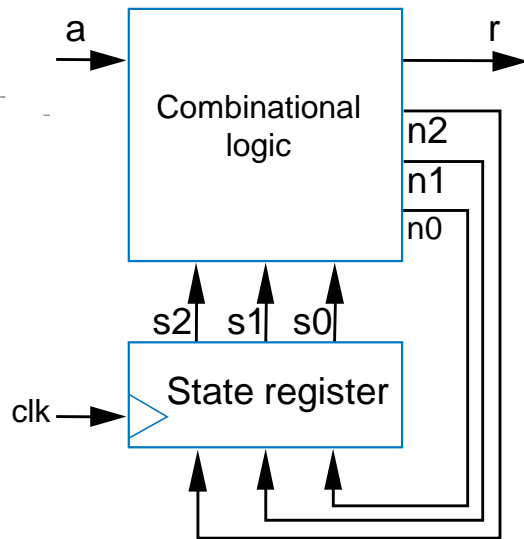 a
r
Combinational
logic
n2
n1
n0
s2 s1 s0
State register
clk